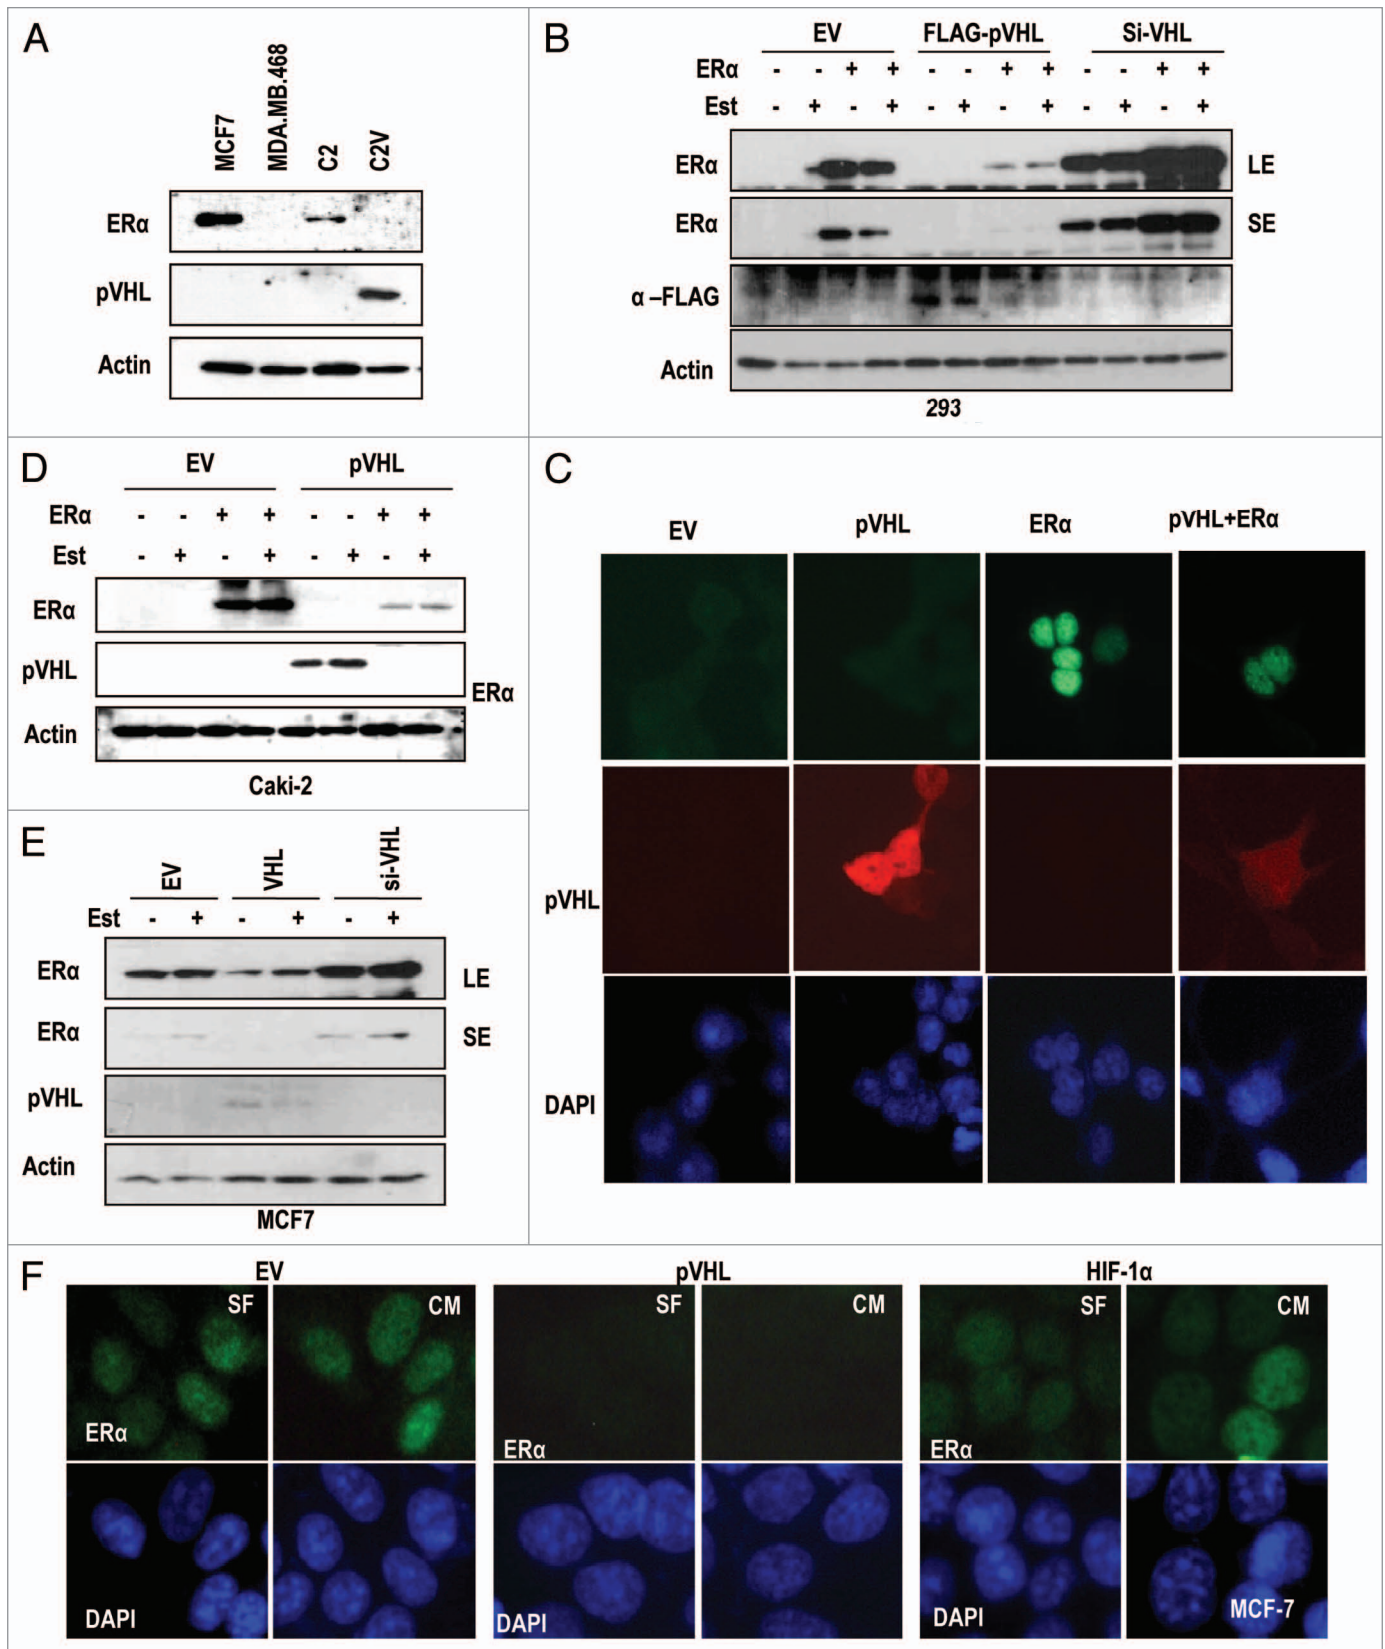 A
MCF7
MDA.MB.468
C2
C2V
ERα
pVHL
Actin
B
EV FLAG-pVHL Si-VHL
ERα - - + + - - + + - - + +
Est - + - + - + - + - + - +
ERα LE
ERα SE
α –FLAG
Actin
293
D
EV pVHL
ERα - - + + - - + +
Est - + - + - + - +
ERα
pVHL
ERα
Actin
Caki-2
C
EV pVHL ERα pVHL+ERα
pVHL
DAPI
E
EV
VHL
si-VHL
Est - + - + - +
ERα LE
ERα SE
pVHL
Actin
MCF7
F
EV pVHL HIF-1α
SF CM SF CM SF CM
ERα ERα ERα
DAPI DAPI DAPI MCF-7